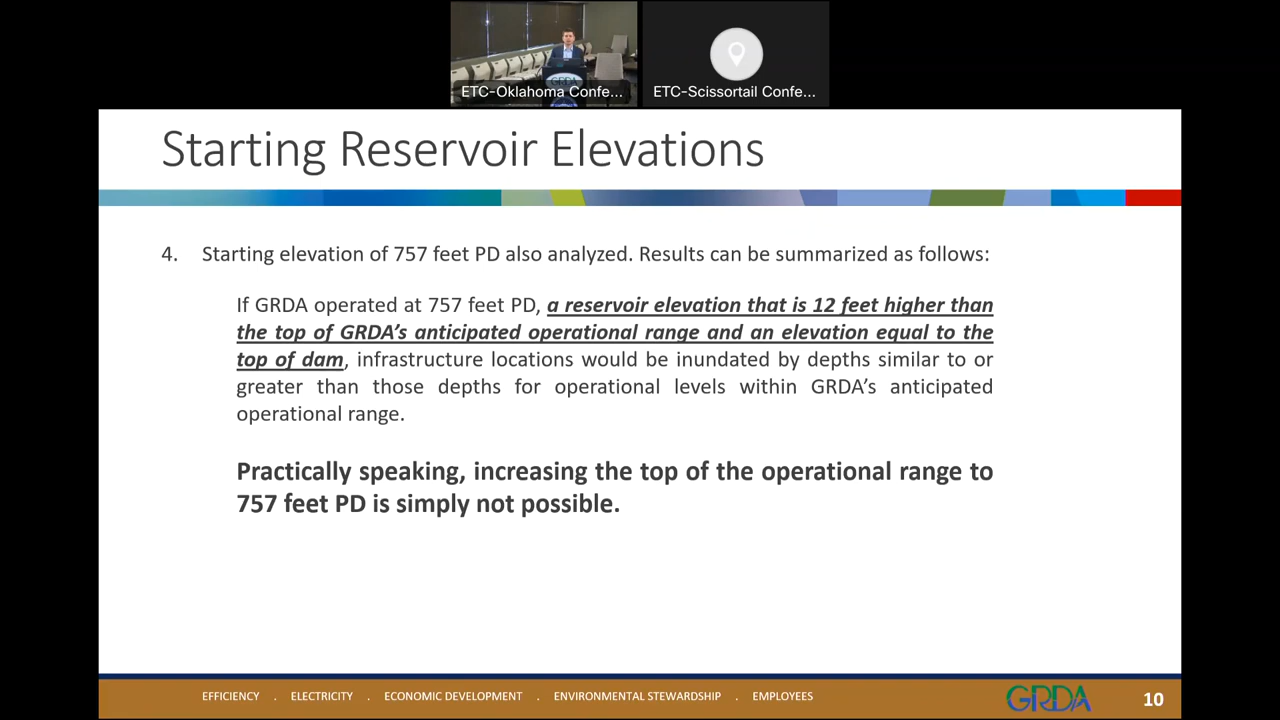 ETC-Oklahoma Confe...
ETC-Scissortail Confe...
GRDA
Starting Reservoir Elevations
4. Starting elevation of 757 feet PD also analyzed. Results can be summarized as follows:
If GRDA operated at 757 feet PD, a reservoir elevation that is 12 feet higher than
the top of GRDA’s anticipated operational range and an elevation equal to the
top of dam, infrastructure locations would be inundated by depths similar to or
greater than those depths for operational levels within GRDA’s anticipated
operational range.
Practically speaking, increasing the top of the operational range to
757 feet PD is simply not possible.
EFFICIENCY . ELECTRICITY . ECONOMIC DEVELOPMENT . ENVIRONMENTAL STEWARDSHIP . EMPLOYEES
GRDA
10